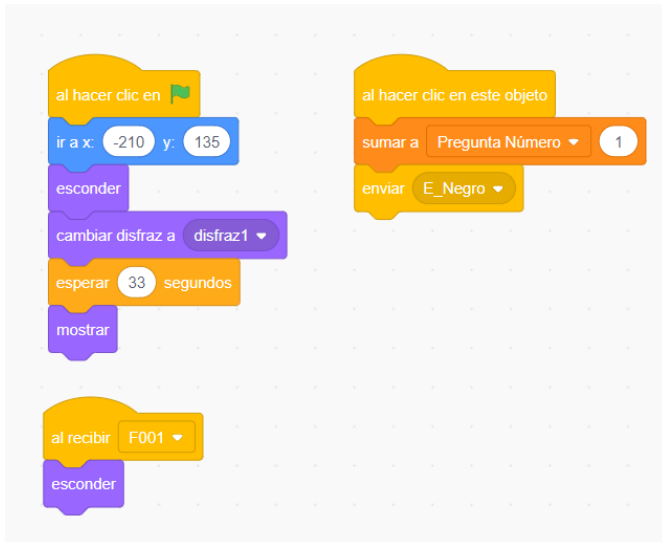 al hacer clic en
ir a x: -210 y: 135
esconder
cambiar disfraz a disfraz1
esperar 33 segundos
mostrar
al hacer clic en este objeto
sumar a Pregunta Número 1
enviar E_Negro
al recibir F001
esconder